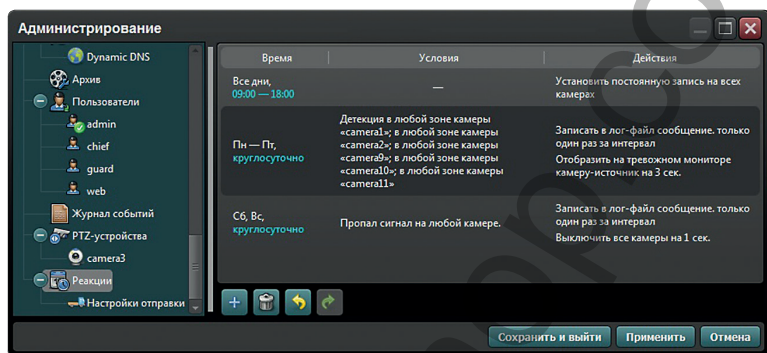 Администрирование
Dynamic DNS
Архив
Пользователи
admin
chief
guard
web
Журнал событий
PTZ-устройства
camera3
Реакции
Настройки отправки
Время
Условия
Действия
Все дни,
09:00 — 18:00
—
Установить постоянную запись на всех
камерах
Пн — Пт,
круглосуточно
Детекция в любой зоне камеры
«camera1»; в любой зоне камеры
«camera2»; в любой зоне камеры
«camera9»; в любой зоне камеры
«camera10»; в любой зоне камеры
«camera11»
Записать в лог-файл сообщение. только
один раз за интервал
Отобразить на тревожном мониторе
камеру-источник на 3 сек.
Сб, Вс,
круглосуточно
Пропал сигнал на любой камере.
Записать в лог-файл сообщение. только
один раз за интервал
Выключить все камеры на 1 сек.
Сохранить и выйти
Применить
Отмена